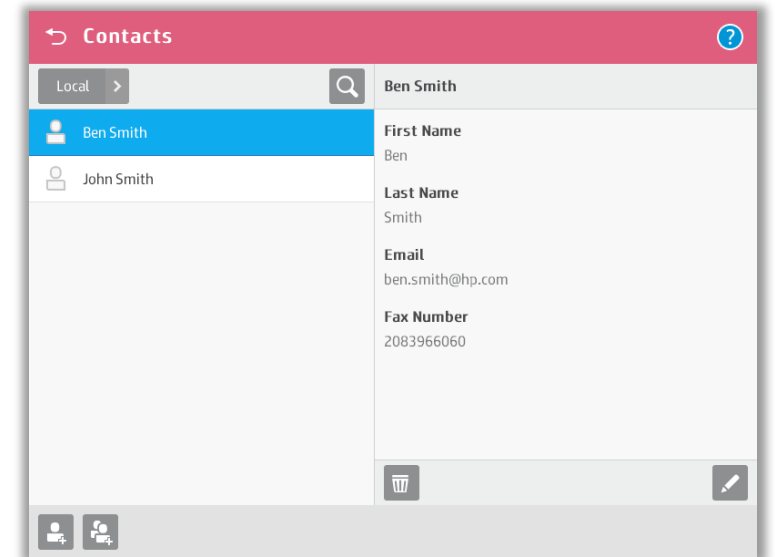 Contacts
?
Local
Ben Smith
John Smith
Ben Smith
First Name
Ben
Last Name
Smith
Email
ben.smith@hp.com
Fax Number
2083966060